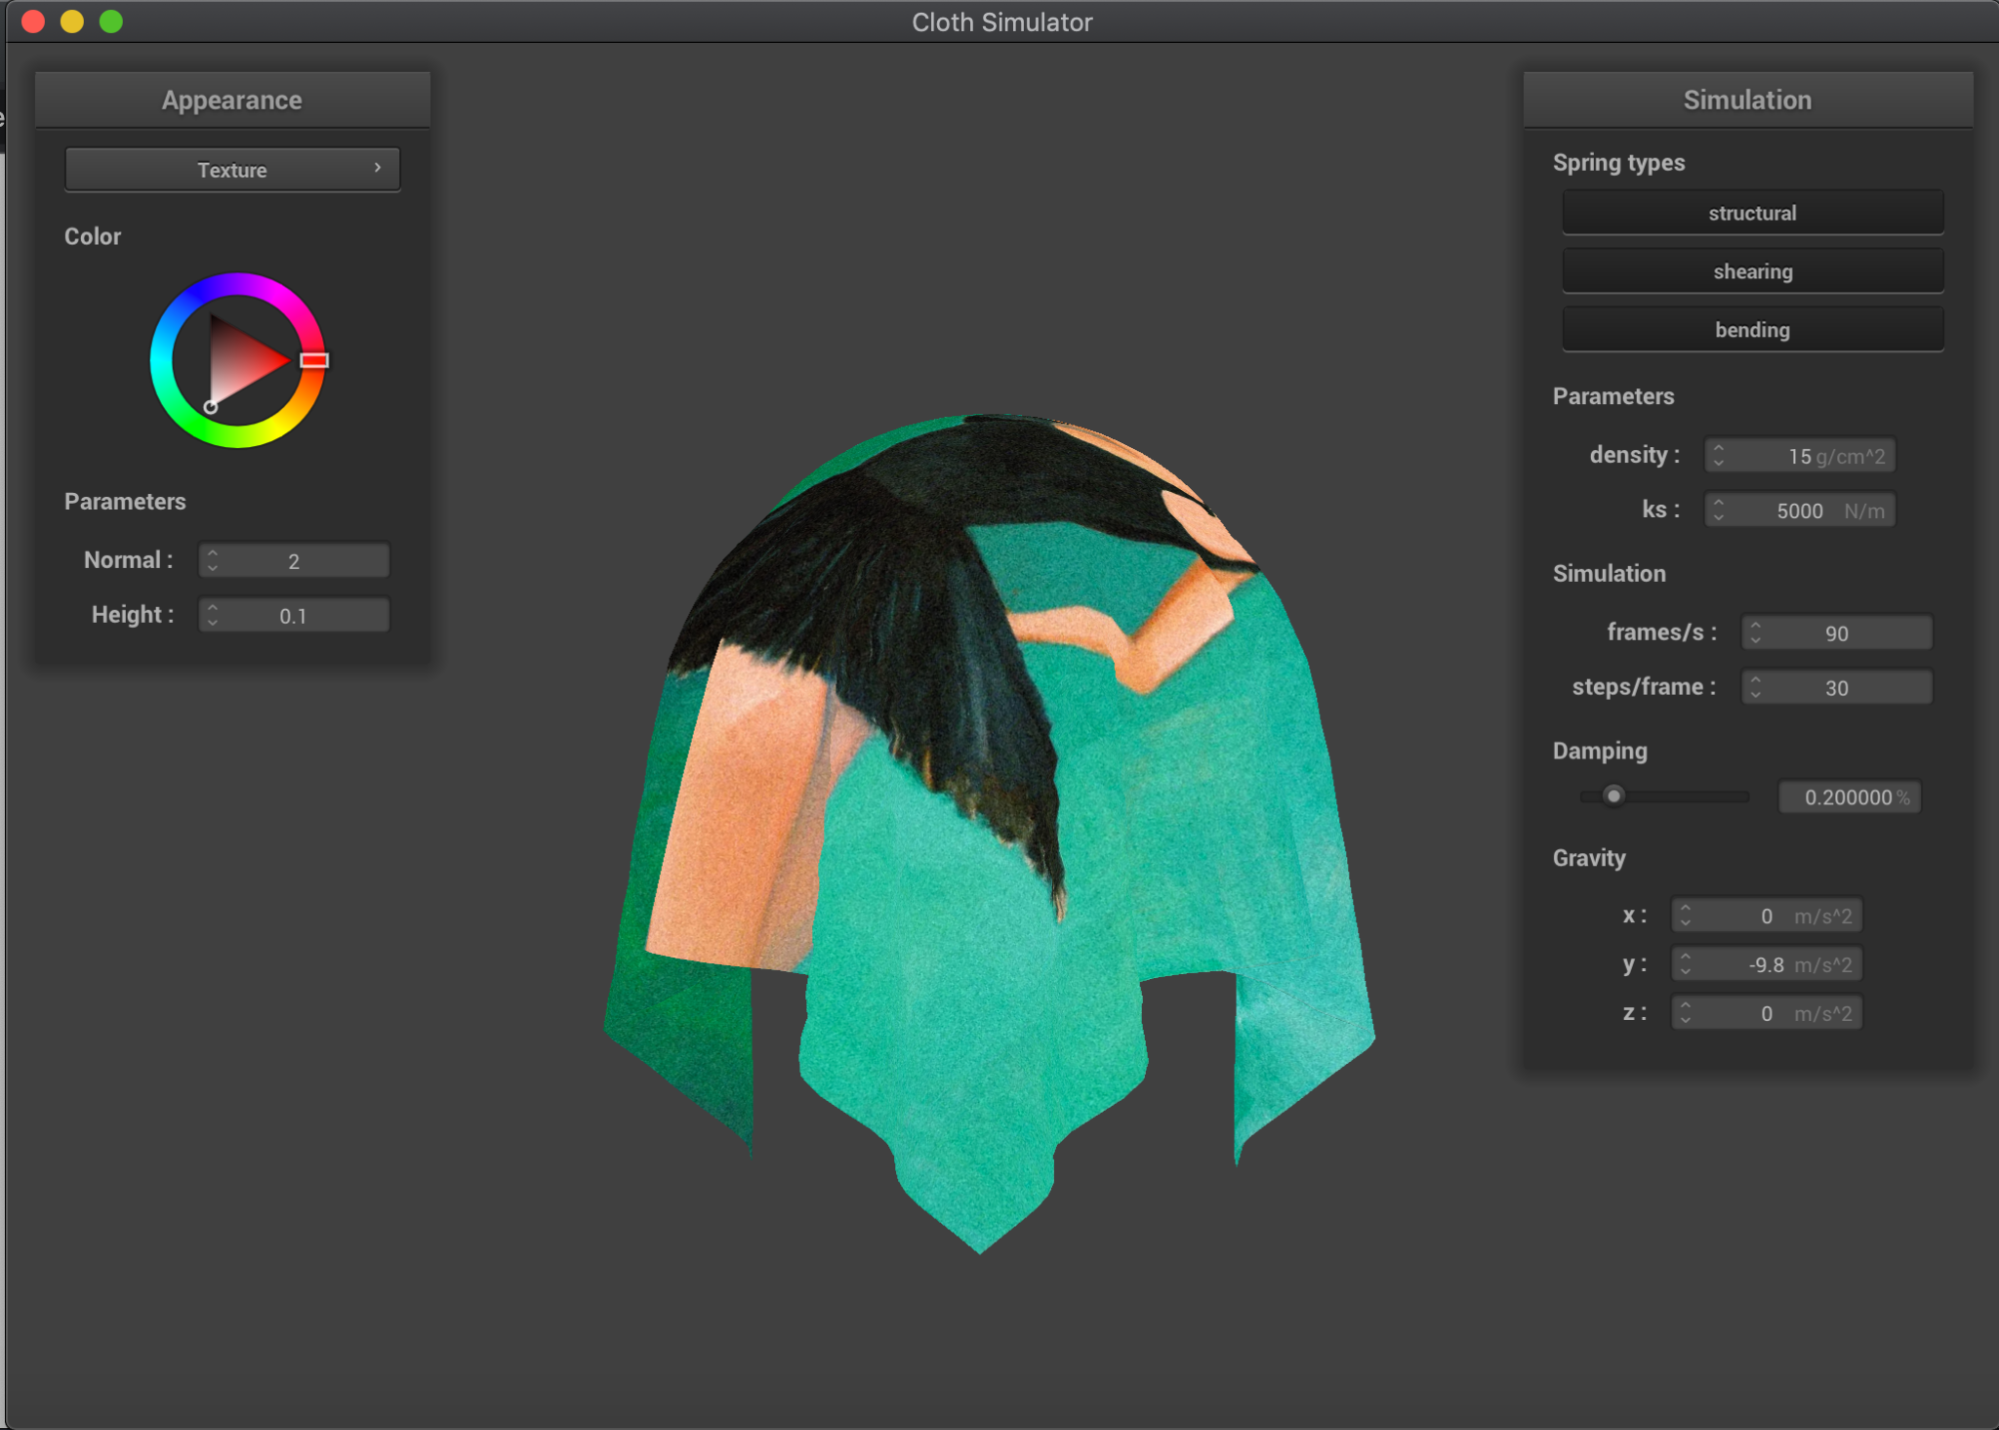 Cloth Simulator
Appearance
Texture
Color
Parameters
Normal : 2
Height : 0.1
Simulation
Spring types
structural
shearing
bending
Parameters
density : 15 g/cm^2
ks : 5000 N/m
Simulation
frames/s : 90
steps/frame : 30
Damping
0.200000 %
Gravity
x : 0 m/s^2
y : -9.8 m/s^2
z : 0 m/s^2